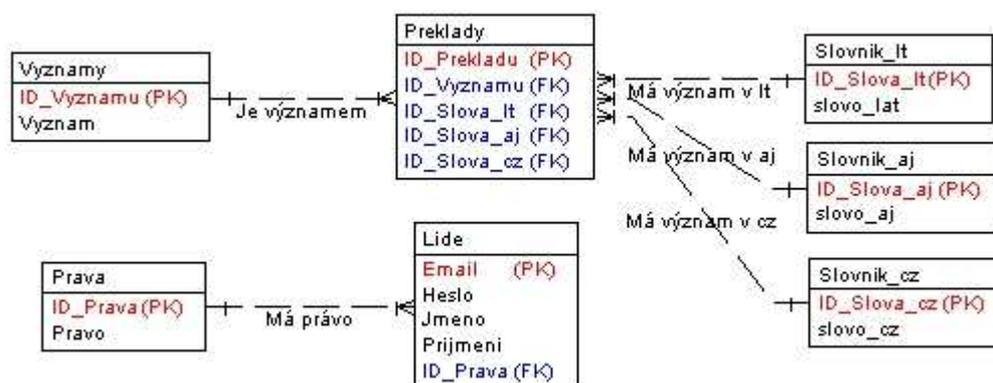 Vyznamy
ID_Vyznamu (PK)
Vyznam
Je významem
Preklady
ID_Prekladu (PK)
ID_Vyznamu (FK)
ID_Slova_lt (FK)
ID_Slova_aj (FK)
ID_Slova_cz (FK)
Má význam v lt
Má význam v aj
Má význam v cz
Slovnik_lt
ID_Slova_lt(PK)
slovo_lat
Slovnik_aj
ID_Slova_aj (PK)
slovo_aj
Slovnik_cz
ID_Slova_cz (PK)
slovo_cz
Prava
ID_Prava (PK)
Pravo
Má právo
Lide
Email (PK)
Heslo
Jmeno
Prijmeni
ID_Prava (FK)